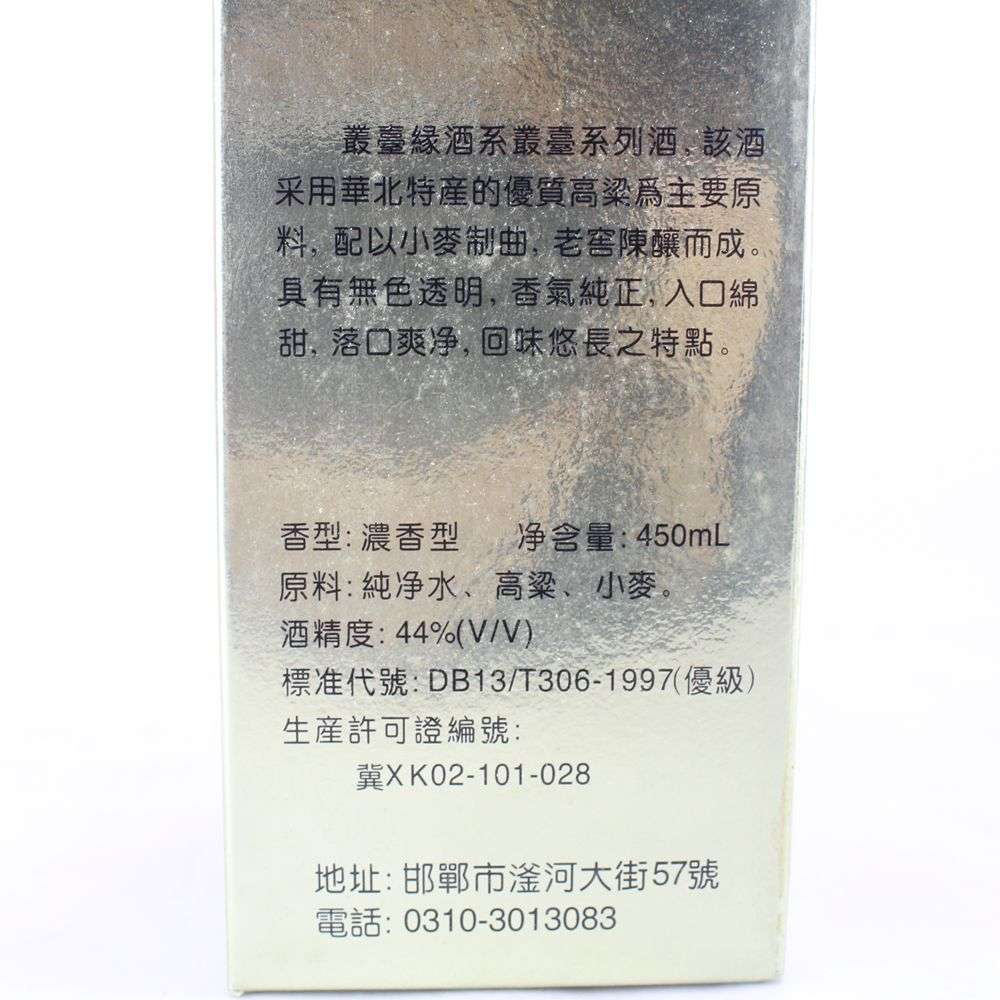 叢臺緣酒系叢臺系列酒,該酒
采用華北特産的優質高粱爲主要原
料,配以小麥制曲,老窖陳釀而成。
具有無色透明,香氣純正,入口綿
甜,落口爽净,回味悠長之特點。
香型:濃香型 净含量:450mL
原料:純净水、高粱、小麥。
酒精度:44%(V/V)
標准代號:DB13/T306-1997(優級)
生産許可證編號:
冀XK02-101-028
地址:邯鄲市滏河大街57號
電話:0310-3013083